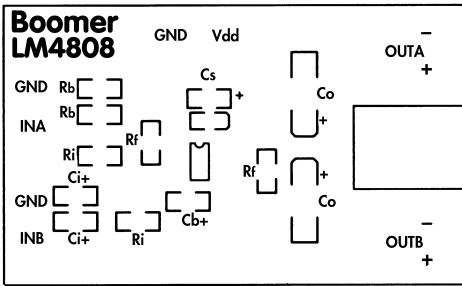 Boomer
LM4808
GND Vdd
−
OUTA
+
Cs
+
GND Rb
Rb
Co
INA
+
Rf
Ri
Rf
+
Ci+
GND
Co
Cb+
INB Ci+ Ri
−
OUTB
+